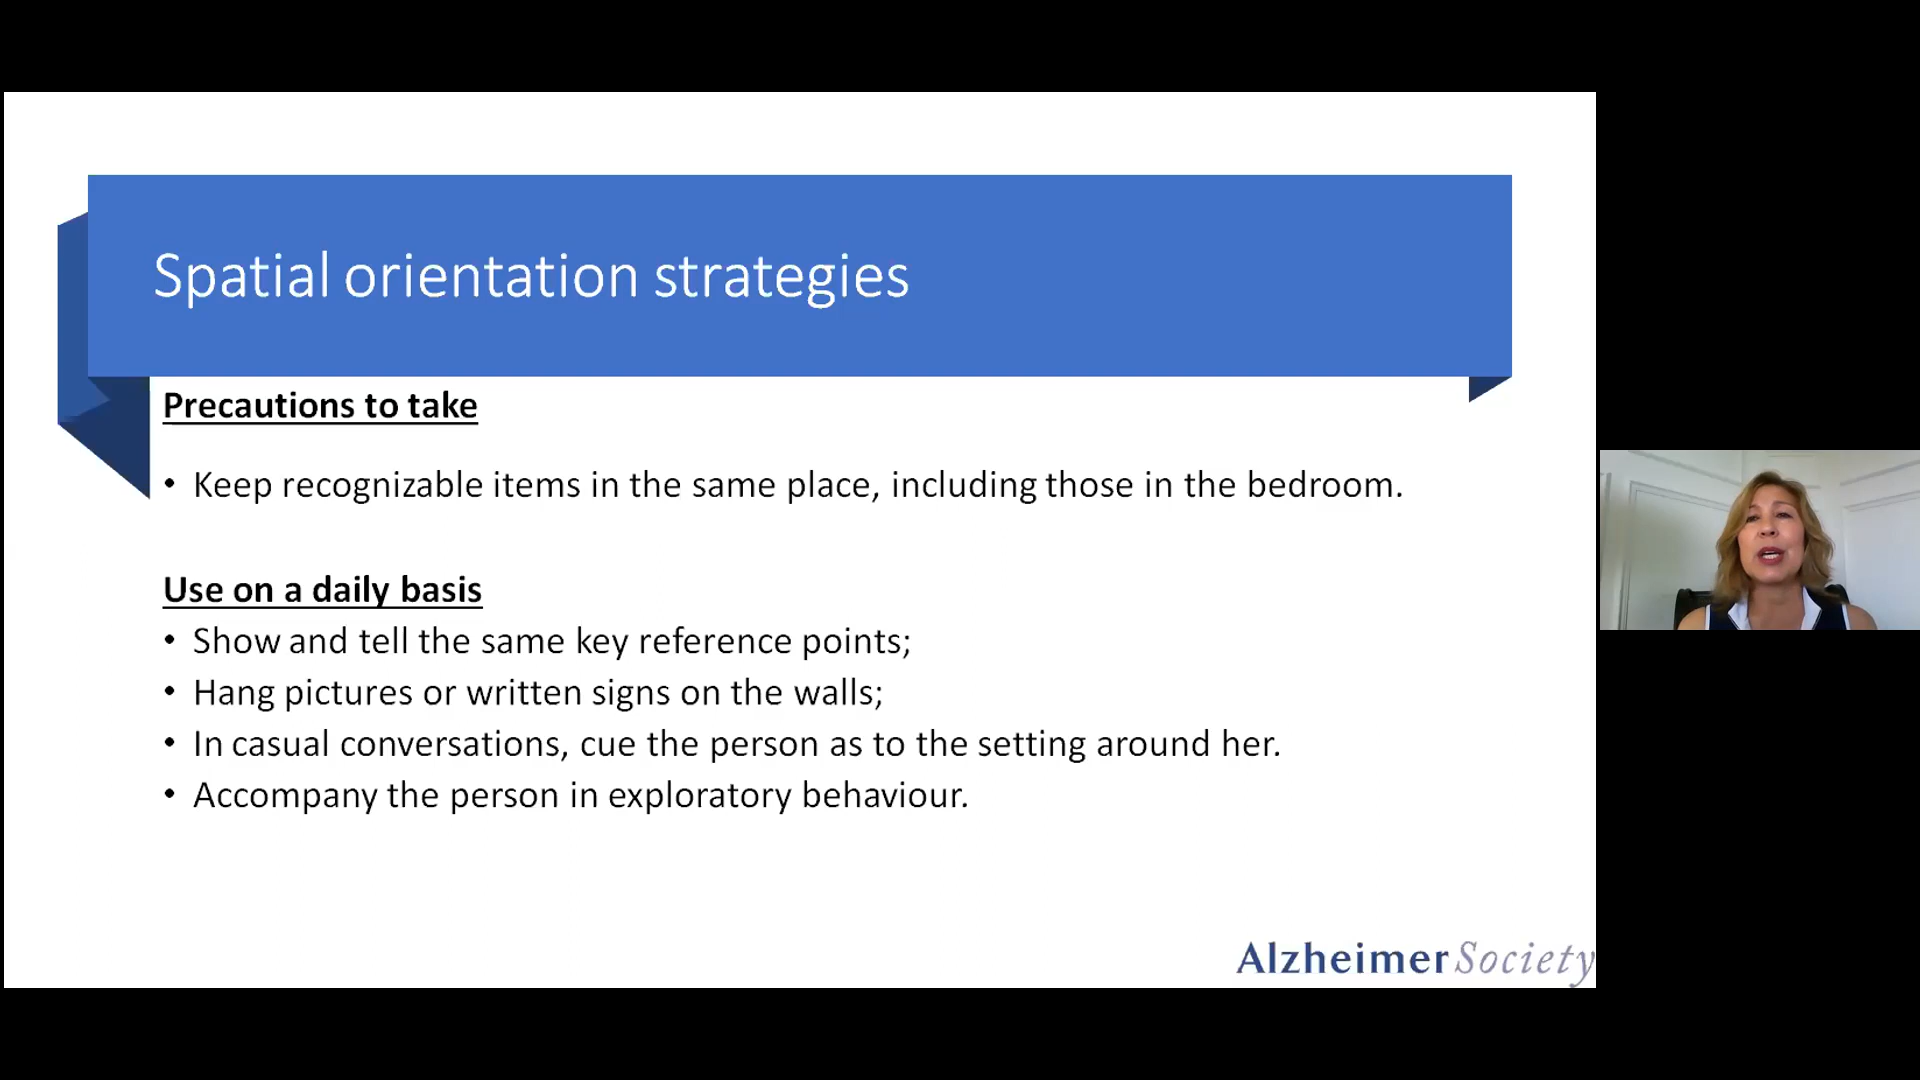 Spatial orientation strategies
Precautions to take
• Keep recognizable items in the same place, including those in the bedroom.
Use on a daily basis
• Show and tell the same key reference points;
• Hang pictures or written signs on the walls;
• In casual conversations, cue the person as to the setting around her.
• Accompany the person in exploratory behaviour.
AlzheimerSociety